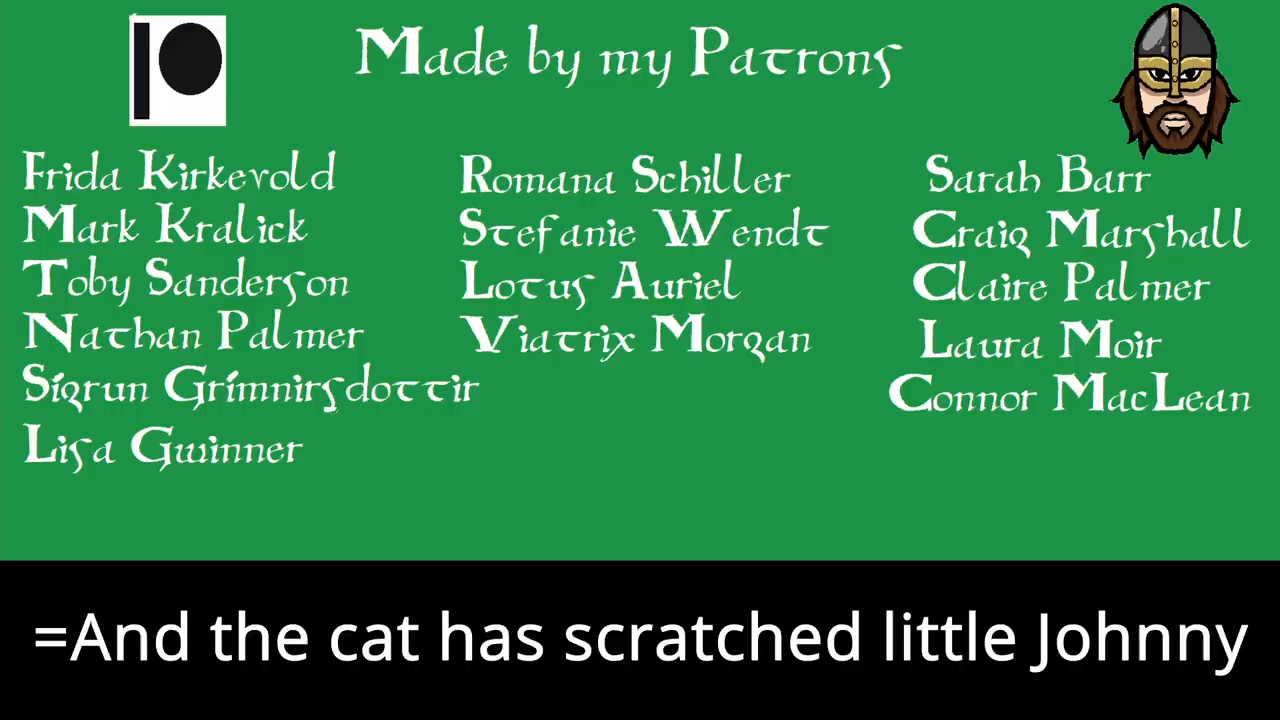 Made by my Patrons
Frida Kirkevold
Mark Kralick
Toby Sanderson
Nathan Palmer
Sígrun Grímnirsdottir
Lisa Gwinner
Romana Schiller
Stefanie Wendt
Lotus Auriel
Viatrix Morgan
Sarah Barr
Craig Marshall
Claire Palmer
Laura Moir
Connor MacLean
=And the cat has scratched little Johnny